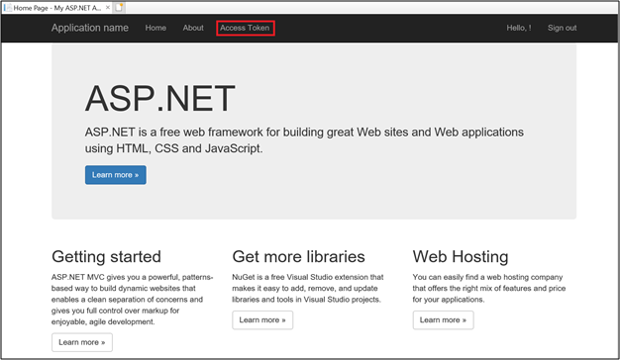 Home Page - My ASP.NET A...
Application name Home About Access Token Hello, ! Sign out
ASP.NET
ASP.NET is a free web framework for building great Web sites and Web applications
using HTML, CSS and JavaScript.
Learn more »
Getting started
ASP.NET MVC gives you a powerful, patterns-
based way to build dynamic websites that
enables a clean separation of concerns and
gives you full control over markup for
enjoyable, agile development.
Learn more »
Get more libraries
NuGet is a free Visual Studio extension that
makes it easy to add, remove, and update
libraries and tools in Visual Studio projects.
Learn more »
Web Hosting
You can easily find a web hosting company
that offers the right mix of features and price
for your applications.
Learn more »